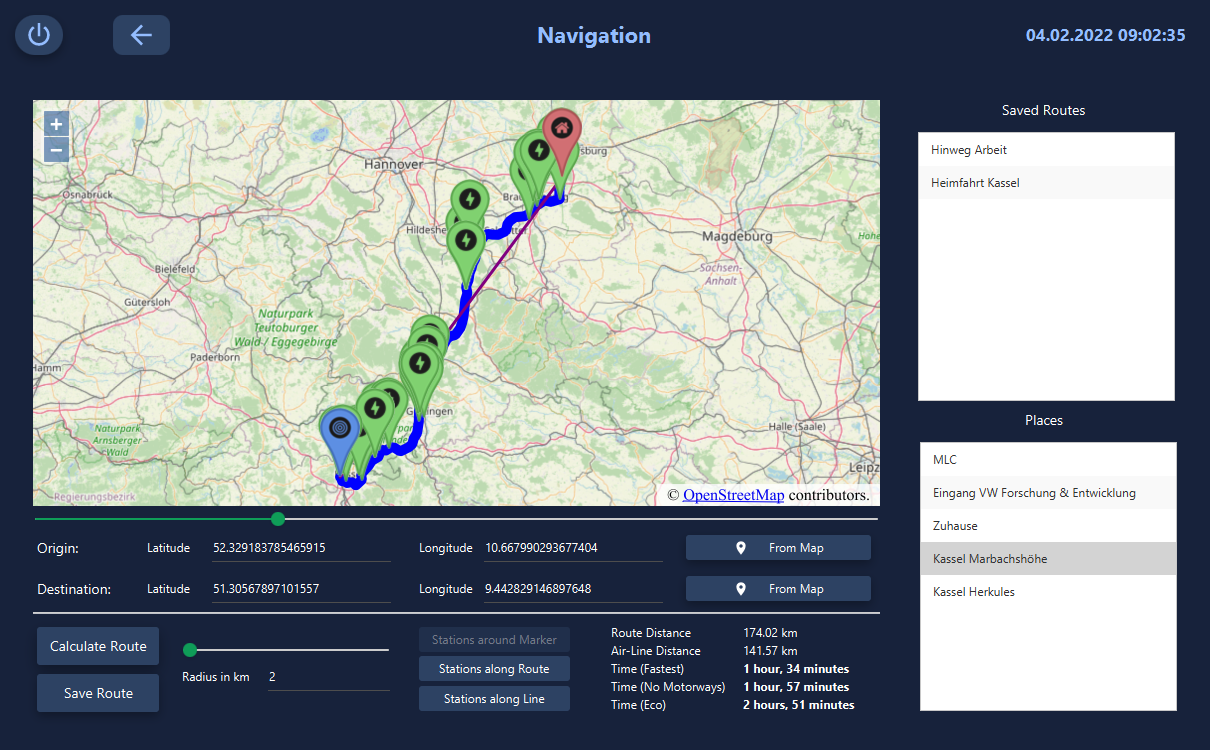 Navigation
04.02.2022 09:02:35
+
−
Hannover
Osnabrück
Hildeshe
Magdeburg
Bielefeld
Sachsen-
Anhalt
Gütersloh
Naturpark
Teutoburger
Wald-/ Eggegebirge
Paderborn
Hamm
Naturpark
Arnsberger-
Wald
Halle (Saale)
Leipz
Regierungsbezirk
© OpenStreetMap contributors.
Saved Routes
Hinweg Arbeit
Heimfahrt Kassel
Places
MLC
Eingang VW Forschung & Entwicklung
Zuhause
Kassel Marbachshöhe
Kassel Herkules
Origin: Latitude 52.329183785465915 Longitude 10.667990293677404 From Map
Destination: Latitude 51.30567897101557 Longitude 9.442829146897648 From Map
Calculate Route
Save Route
Radius in km 2
Stations around Marker
Stations along Route
Stations along Line
Route Distance 174.02 km
Air-Line Distance 141.57 km
Time (Fastest) 1 hour, 34 minutes
Time (No Motorways) 1 hour, 57 minutes
Time (Eco) 2 hours, 51 minutes